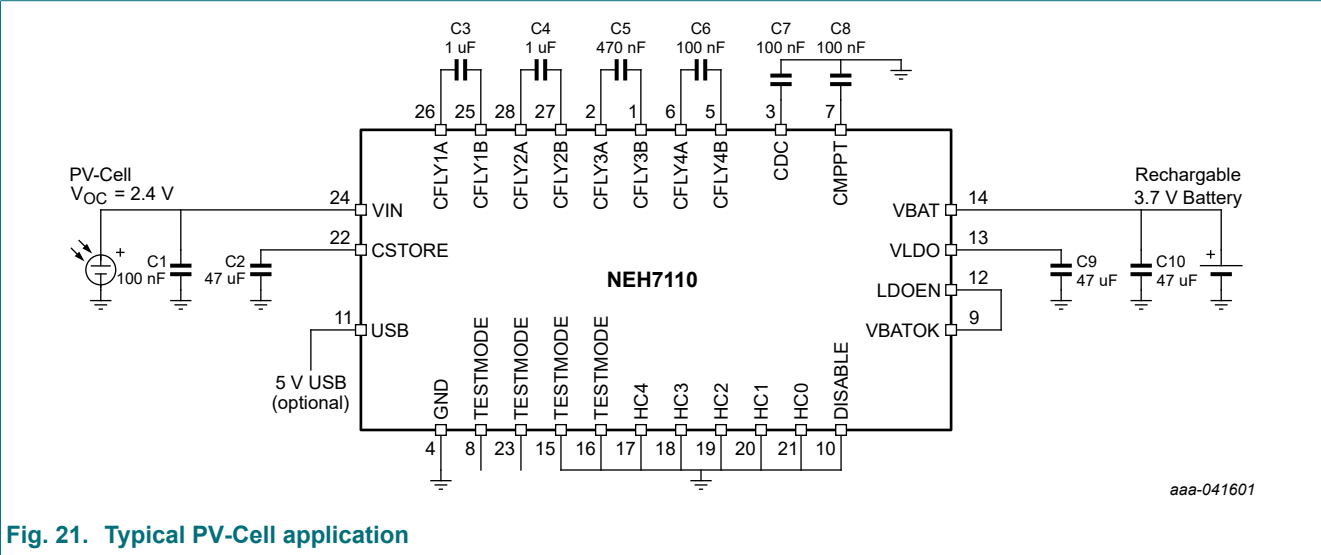 C3 C4 C5 C6 C7 C8
1 uF 1 uF 470 nF 100 nF 100 nF 100 nF
26 25 28 27 2 1 6 5 3 7
CFLY1A CFLY1B CFLY2A CFLY2B CFLY3A CFLY3B CFLY4A CFLY4B CDC CMPPT
PV-Cell
VOC = 2.4 V
Rechargable
3.7 V Battery
24 VIN
VBAT 14
22 CSTORE
VLDO 13
+
C1
100 nF
C2
47 uF
NEH7110
C9
47 uF
C10
47 uF
+
LDOEN 12
11 USB
VBATOK 9
5 V USB
(optional)
GND TESTMODE TESTMODE TESTMODE TESTMODE HC4 HC3 HC2 HC1 HC0 DISABLE
4 8 23 15 16 17 18 19 20 21 10
aaa-041601
Fig. 21. Typical PV-Cell application